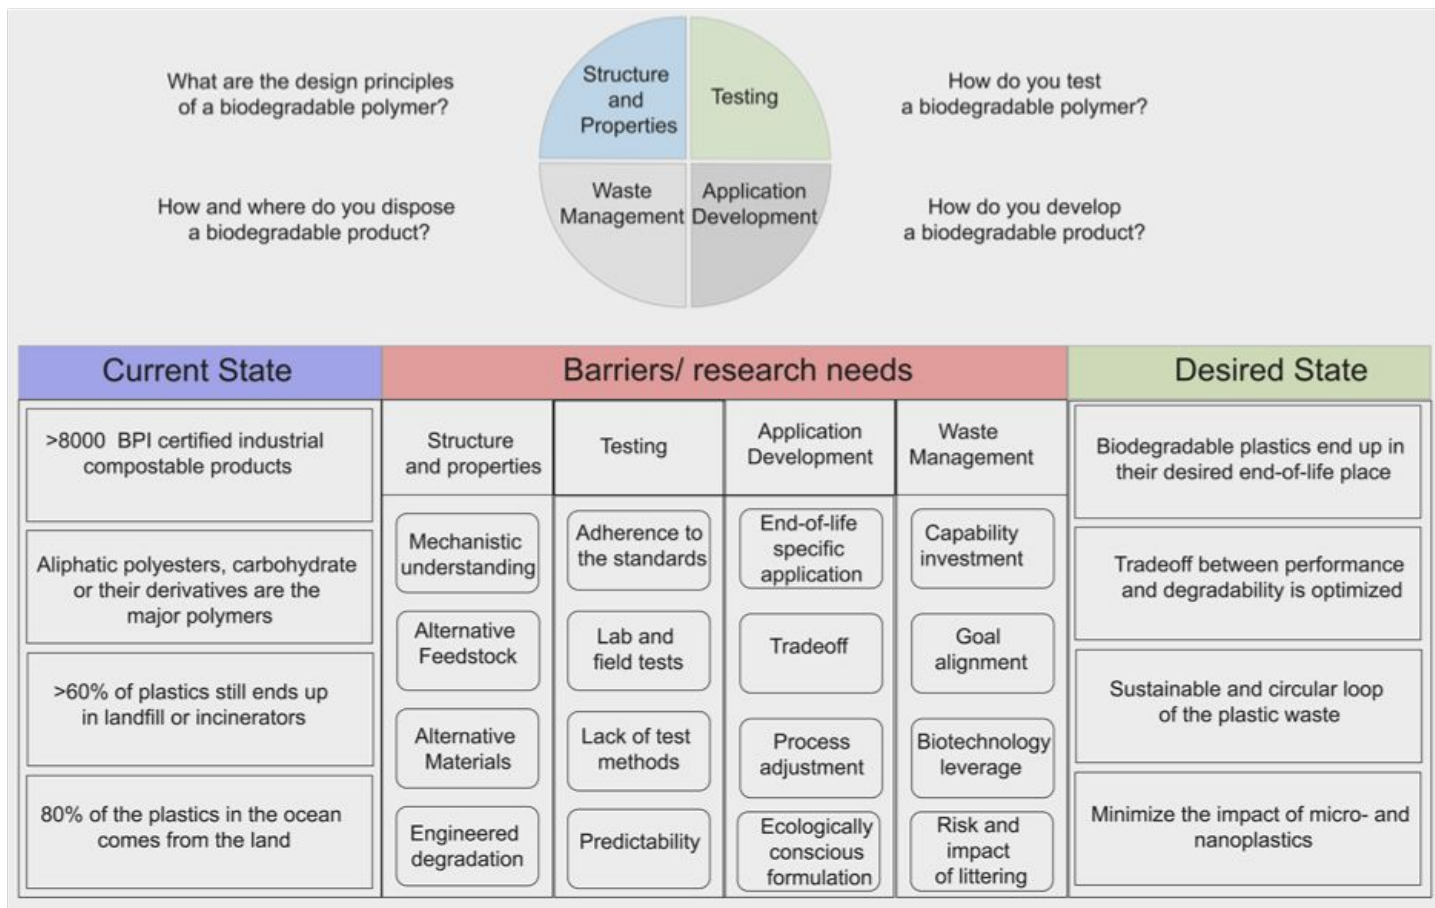 What are the design principles
of a biodegradable polymer?
Structure
and
Properties
Testing
How do you test
a biodegradable polymer?
How and where do you dispose
a biodegradable product?
Waste
Management
Application
Development
How do you develop
a biodegradable product?
Current State
Barriers/ research needs
Desired State
>8000 BPI certified industrial
compostable products
Aliphatic polyesters, carbohydrate
or their derivatives are the
major polymers
>60% of plastics still ends up
in landfill or incinerators
80% of the plastics in the ocean
comes from the land
Structure
and properties
Mechanistic
understanding
Alternative
Feedstock
Alternative
Materials
Engineered
degradation
Testing
Adherence to
the standards
Lab and
field tests
Lack of test
methods
Predictability
Application
Development
End-of-life
specific
application
Tradeoff
Process
adjustment
Ecologically
conscious
formulation
Waste
Management
Capability
investment
Goal
alignment
Biotechnology
leverage
Risk and
impact
of littering
Biodegradable plastics end up in
their desired end-of-life place
Tradeoff between performance
and degradability is optimized
Sustainable and circular loop
of the plastic waste
Minimize the impact of micro- and
nanoplastics